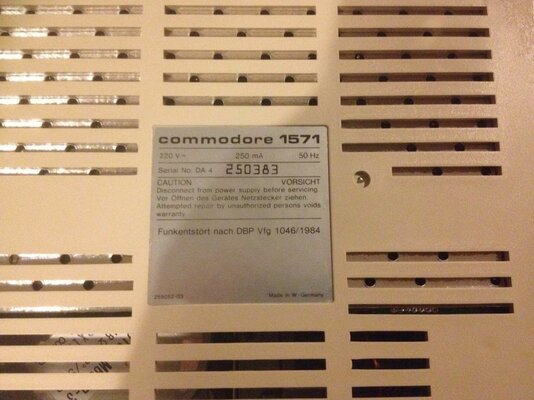 commodore 1571
220 V~ 250 mA 50 Hz
Serial No. DA 4 250383
CAUTION VORSICHT
Disconnect from power supply before servicing.
Vor Öffnen des Gerätes Netzstecker ziehen.
Attempted repair by unauthorized persons voids
warranty.
Funkentstört nach DBP Vfg 1046/1984
Made in W-Germany